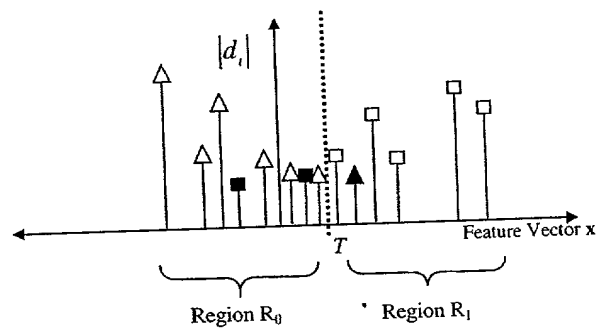 |d_i|
T
Feature Vector x
Region R₀
Region R₁